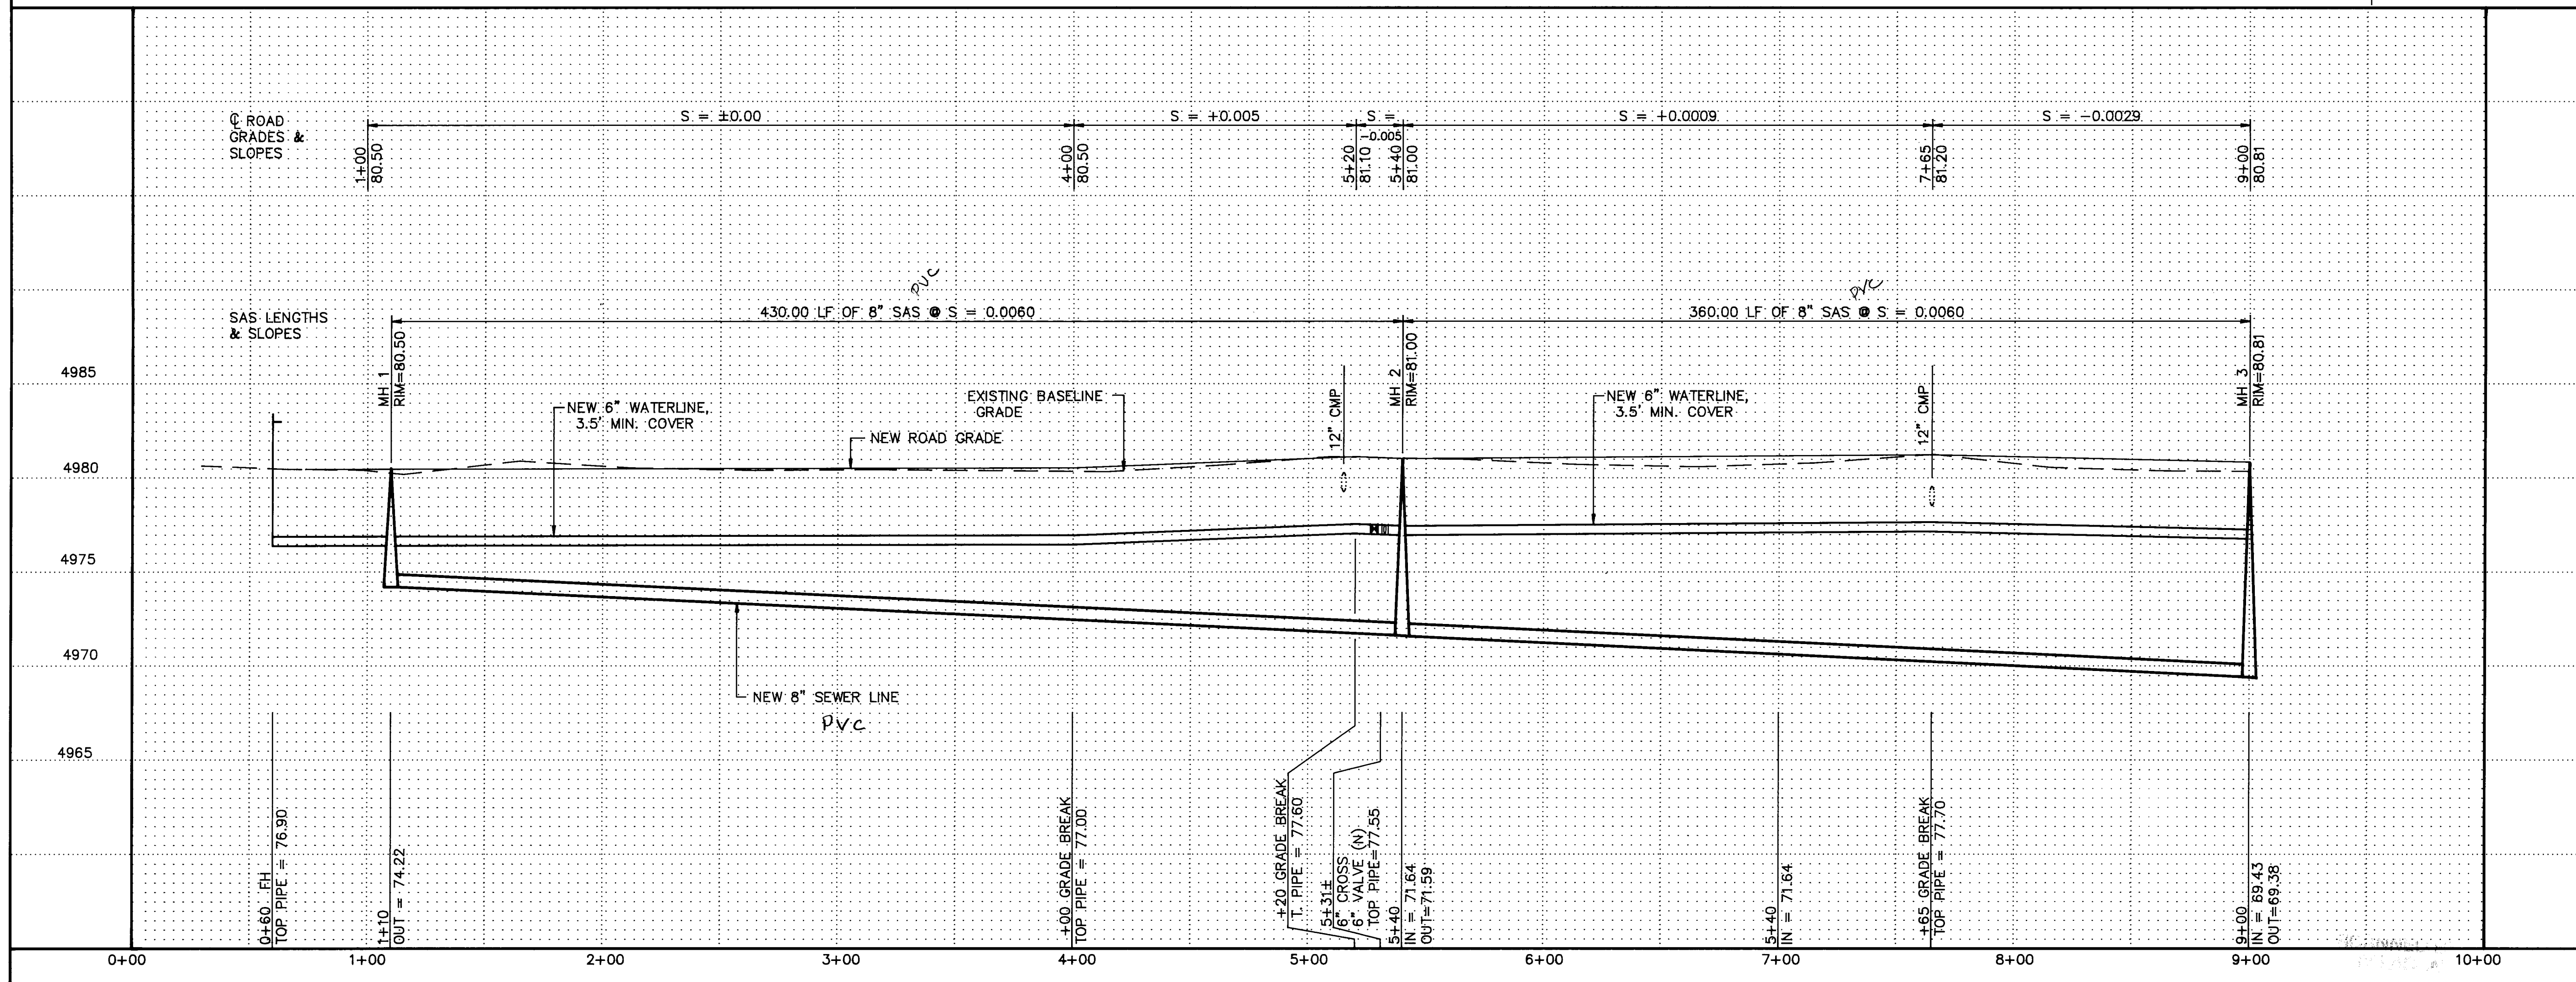 ℄ ROAD
GRADES &
SLOPES
S = ±0.00
S = +0.005
S =
-0.005
S = +0.0009
S = -0.0029
1+00
80.50
4+00
80.50
5+20
81.10
5+40
81.00
7+65
81.20
9+00
80.81
SAS LENGTHS
& SLOPES
PVC
430.00 LF OF 8" SAS @ S = 0.0060
PVC
360.00 LF OF 8" SAS @ S = 0.0060
4985
4980
4975
4970
4965
MH 1
RIM=80.50
NEW 6" WATERLINE,
3.5' MIN. COVER
NEW ROAD GRADE
EXISTING BASELINE
GRADE
12" CMP
MH 2
RIM=81.00
NEW 6" WATERLINE,
3.5' MIN. COVER
12" CMP
MH 3
RIM=80.81
NEW 8" SEWER LINE
PVC
0+60 FH
TOP PIPE = 76.90
1+10
OUT = 74.22
+00 GRADE BREAK
TOP PIPE = 77.00
+20 GRADE BREAK
T. PIPE = 77.60
5+31±
6" CROSS
6" VALVE (N)
TOP PIPE=77.55
5+40
IN = 71.64
OUT=71.59
5+40
IN = 71.64
+65 GRADE BREAK
TOP PIPE = 77.70
9+00
IN = 69.43
OUT=69.38
0+00
1+00
2+00
3+00
4+00
5+00
6+00
7+00
8+00
9+00
10+00